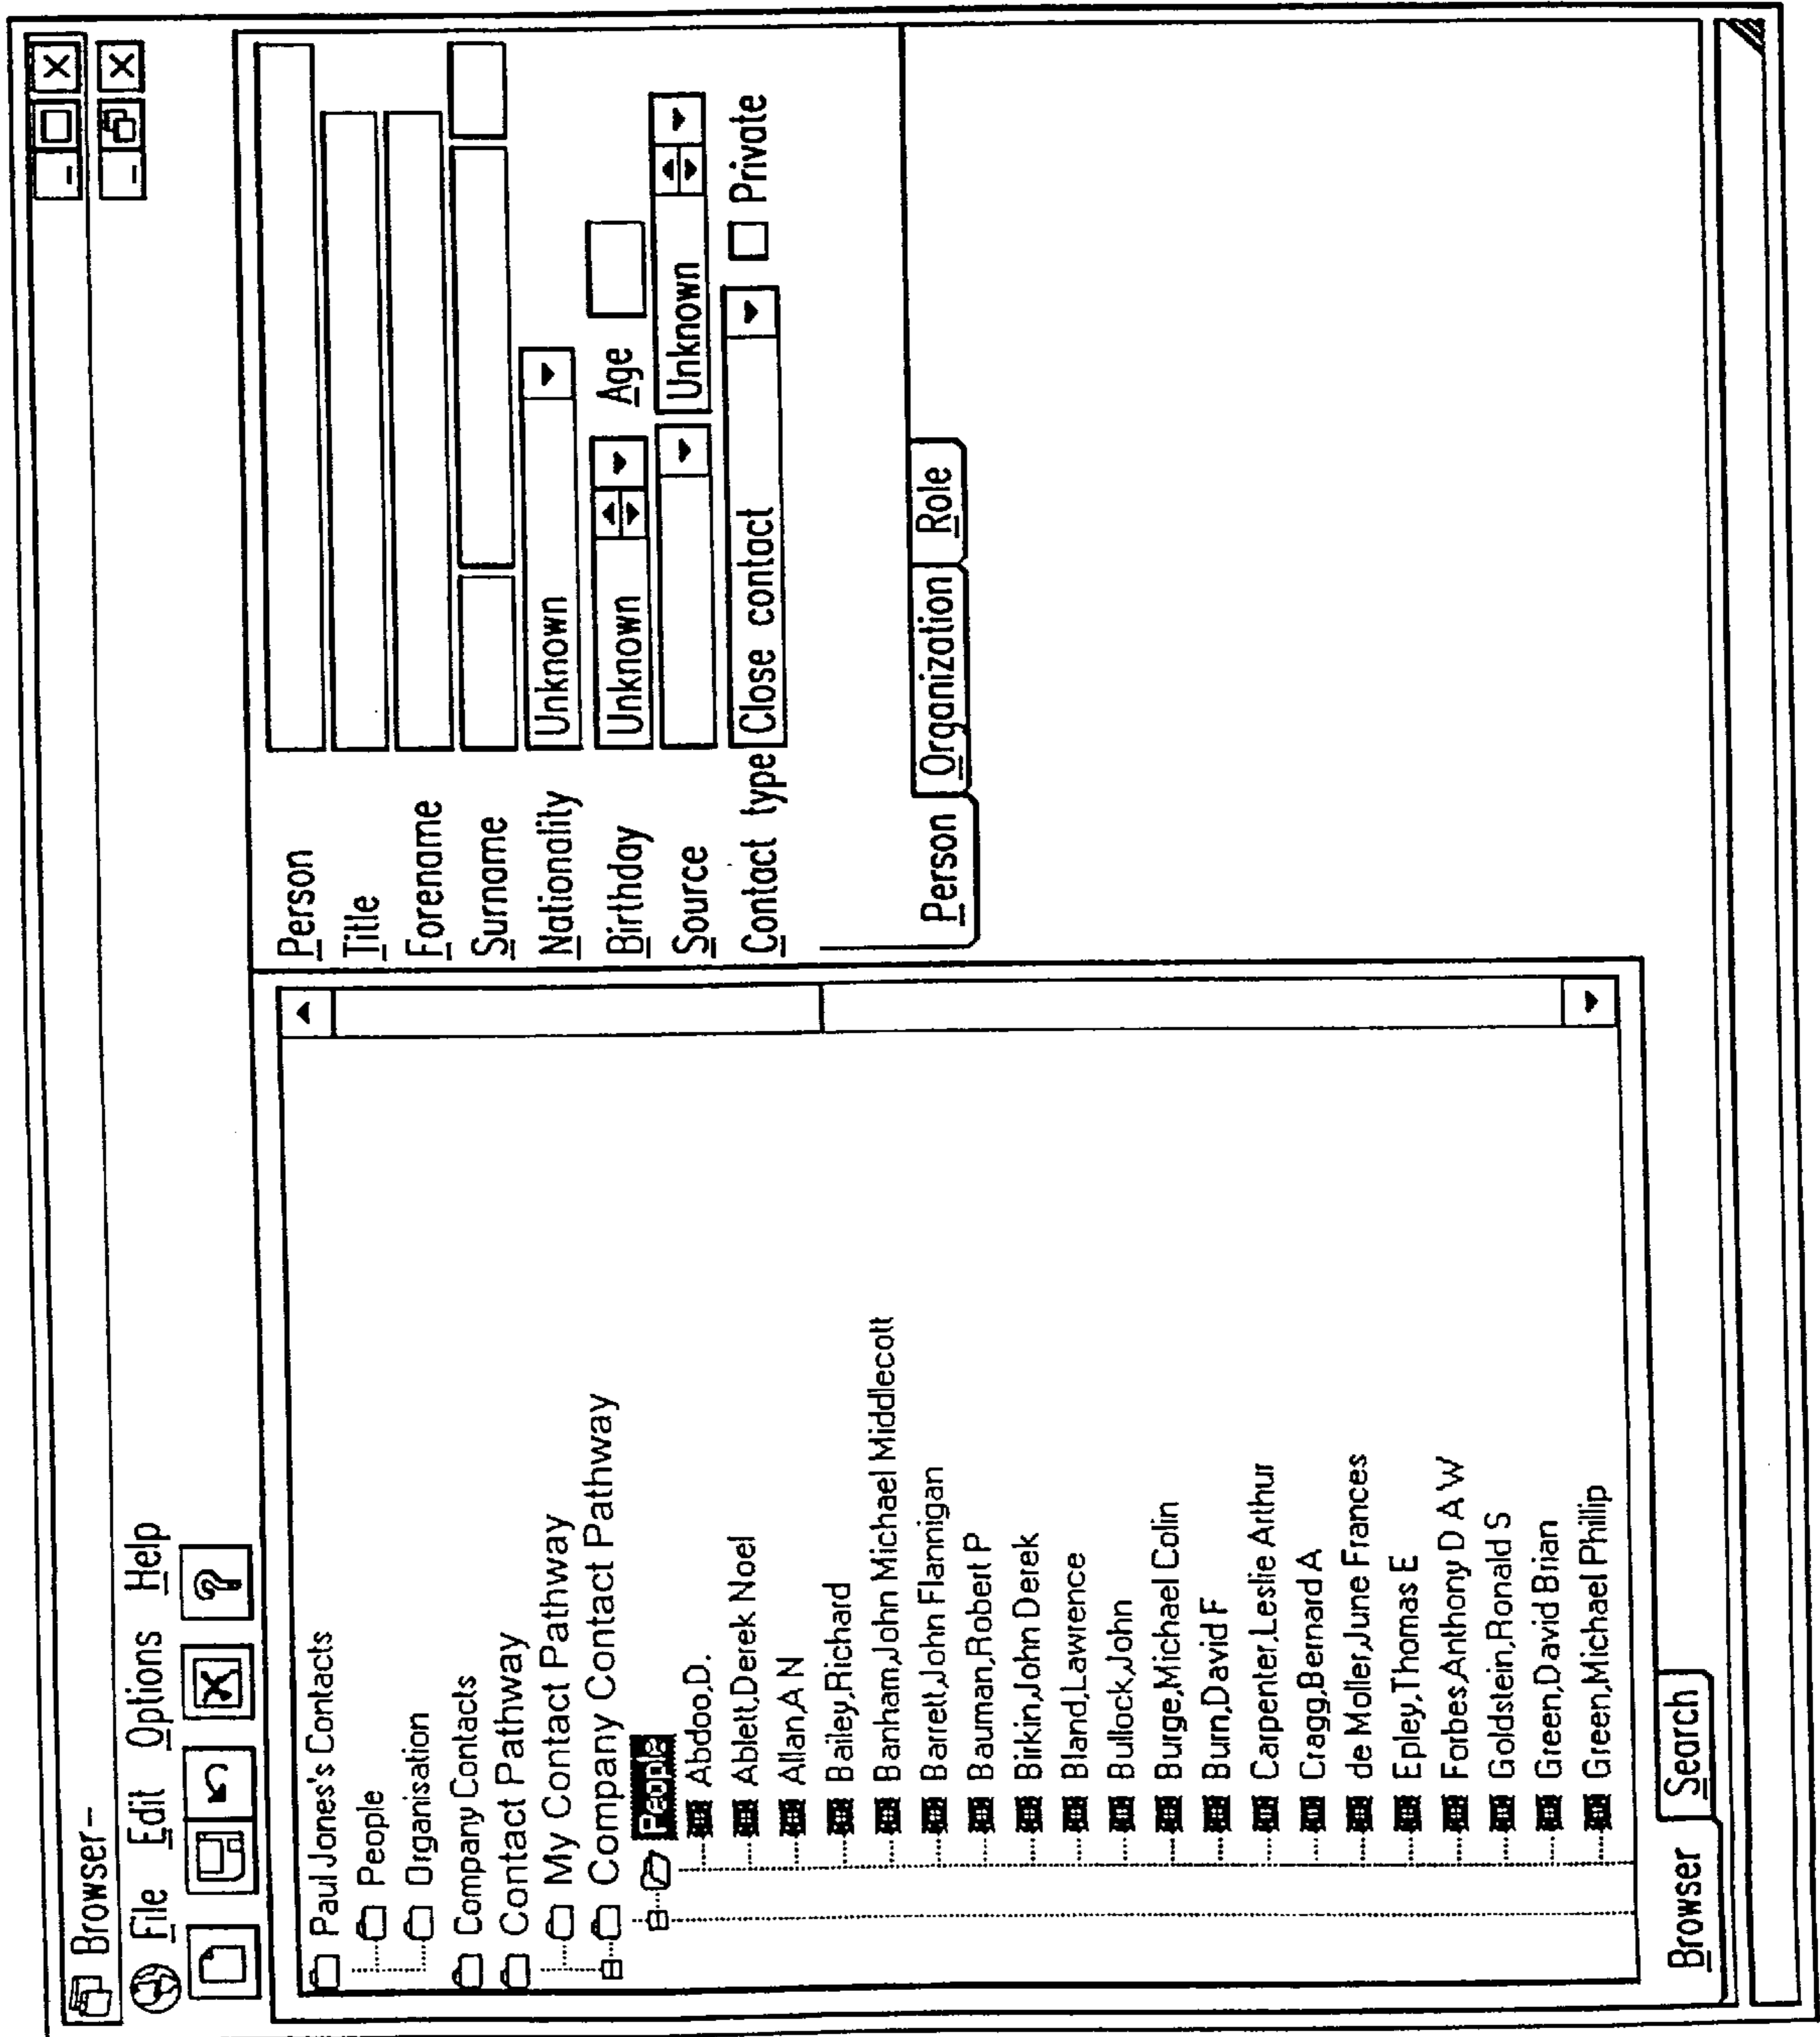 Browser-
File Edit Options Help
Paul Jones's Contacts
People
Organisation
Company Contacts
Contact Pathway
My Contact Pathway
Company Contact Pathway
People
Abdoo,D.
Ablett,Derek Noel
Allan,A N
Bailey,Richard
Banham,John Michael Middlecott
Barrett,John Flannigan
Bauman,Robert P
Birkin,John Derek
Bland,Lawrence
Bullock,John
Burge,Michael Colin
Burn,David F
Carpenter,Leslie Arthur
Cragg,Bernard A
de Moller,June Frances
Epley,Thomas E
Forbes,Anthony D A W
Goldstein,Ronald S
Green,David Brian
Green,Michael Phillip
Browser Search
Person
Title
Forename
Surname
Nationality Unknown
Birthday Unknown Age
Source Unknown
Contact type Close contact Private
Person Organization Role